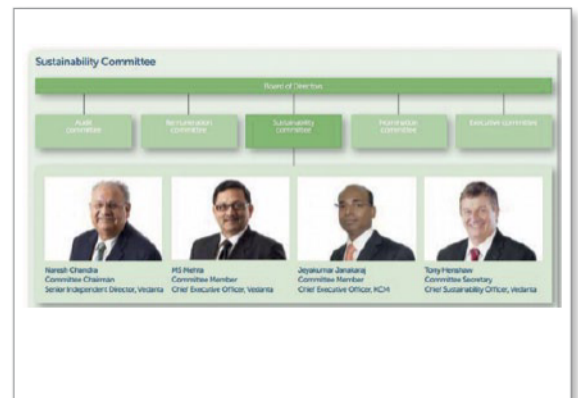 Sustainability Committee
Board of Directors
Audit
committee
Remuneration
committee
Sustainability
committee
Nomination
committee
Executive committee
Naresh Chandra
Committee Chairman
Senior Independent Director, Vedanta
MS Mehta
Committee Member
Chief Executive Officer, Vedanta
Jeyakumar Janakaraj
Committee Member
Chief Executive Officer, KCM
Tony Henshaw
Committee Secretary
Chief Sustainability Officer, Vedanta